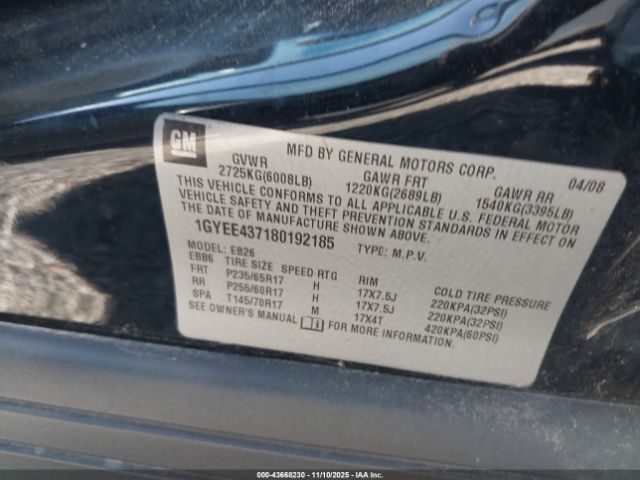 GM
MFD BY GENERAL MOTORS CORP. 04/08
GVWR GAWR FRT GAWR RR
2725KG(6008LB) 1220KG(2689LB) 1540KG(3395LB)
THIS VEHICLE CONFORMS TO ALL APPLICABLE U.S. FEDERAL MOTOR
VEHICLE SAFETY AND THEFT PREVENTION STANDARDS IN EFFECT ON
THE DATE OF MANUFACTURE SHOWN ABOVE.
1GYEE437180192185 TYPE: M.P.V.
MODEL: EB26
EBB6 TIRE SIZE SPEED RTG RIM COLD TIRE PRESSURE
FRT P235/65R17 H 17X7.5J 220KPA(32PSI)
RR P255/60R17 H 17X7.5J 220KPA(32PSI)
SPA T145/70R17 M 17X4T 420KPA(60PSI)
SEE OWNER'S MANUAL FOR MORE INFORMATION.
000-43668230 - 11/10/2025 - IAAI.CA